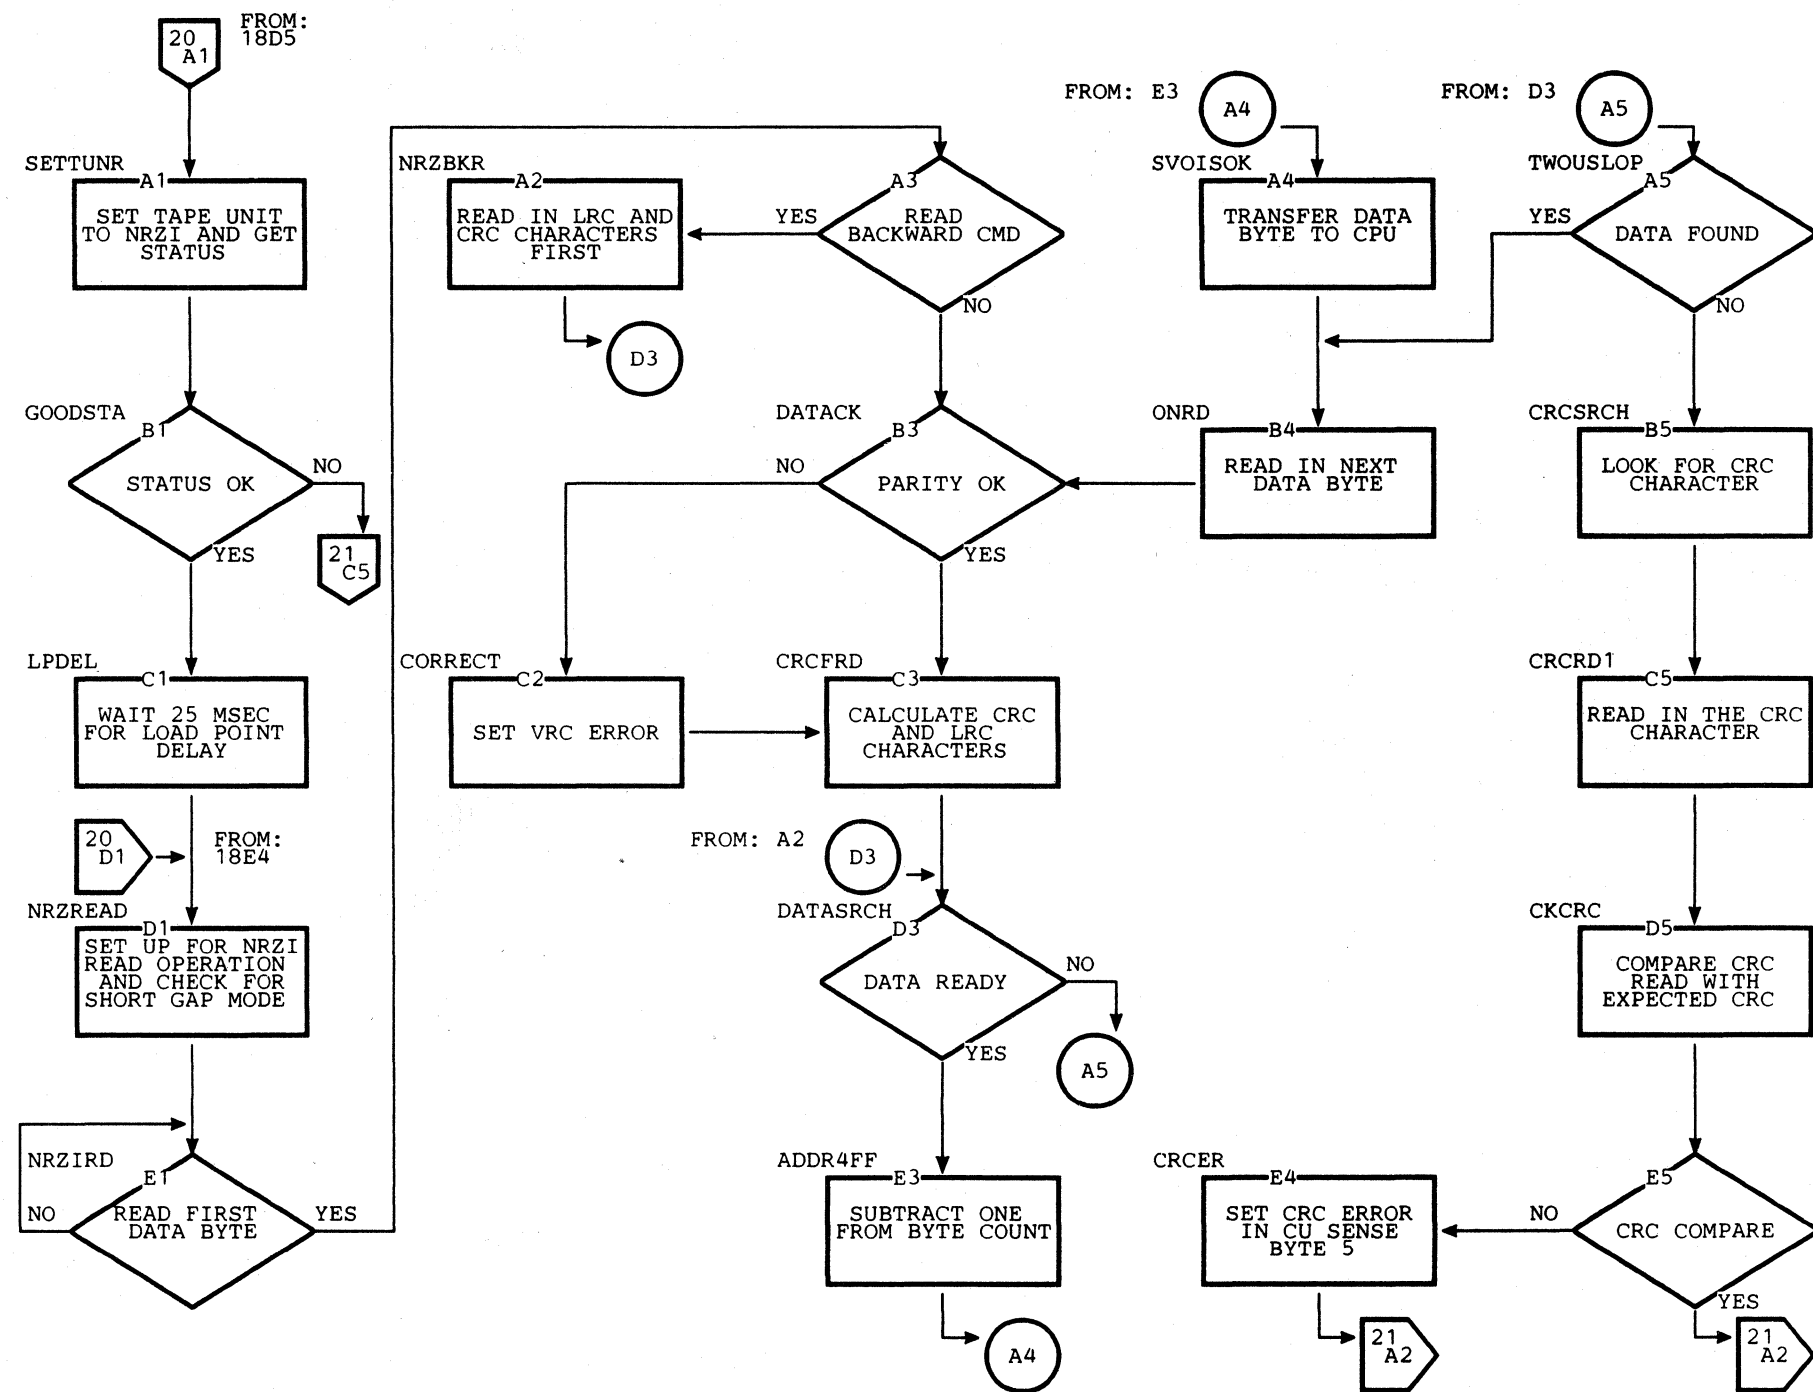 20
A1
FROM:
18D5
SETTUNR
A1
SET TAPE UNIT
TO NRZI AND GET
STATUS
GOODSTA
B1
STATUS OK
NO
21
C5
YES
LPDEL
C1
WAIT 25 MSEC
FOR LOAD POINT
DELAY
20
D1
FROM:
18E4
NRZREAD
D1
SET UP FOR NRZI
READ OPERATION
AND CHECK FOR
SHORT GAP MODE
NRZIRD
E1
NO
READ FIRST
DATA BYTE
YES
NRZBKR
A2
READ IN LRC AND
CRC CHARACTERS
FIRST
D3
CORRECT
C2
SET VRC ERROR
A3
YES
READ
BACKWARD CMD
NO
DATACK
B3
NO
PARITY OK
YES
CRCFRD
C3
CALCULATE CRC
AND LRC
CHARACTERS
FROM: A2
D3
DATASRCH
D3
DATA READY
NO
A5
YES
ADDR4FF
E3
SUBTRACT ONE
FROM BYTE COUNT
A4
FROM: E3
A4
SVOISOK
A4
TRANSFER DATA
BYTE TO CPU
ONRD
B4
READ IN NEXT
DATA BYTE
CRCER
E4
SET CRC ERROR
IN CU SENSE
BYTE 5
21
A2
FROM: D3
A5
TWOUSLOP
A5
YES
DATA FOUND
NO
CRCSRCH
B5
LOOK FOR CRC
CHARACTER
CRCRD1
C5
READ IN THE CRC
CHARACTER
CKCRC
D5
COMPARE CRC
READ WITH
EXPECTED CRC
E5
NO
CRC COMPARE
YES
21
A2